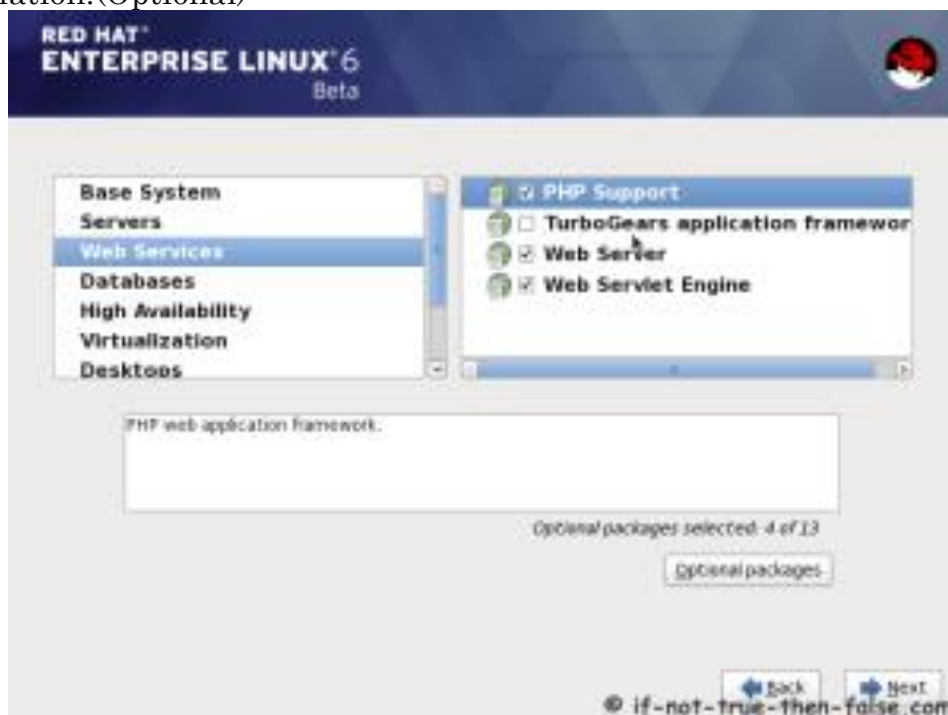 nation.(Optional)
RED HAT
ENTERPRISE LINUX 6
Beta
Base System
Servers
Web Services
Databases
High Availability
Virtualization
Desktops
PHP Support
TurboGears application framewor
Web Server
Web Servlet Engine
PHP web application framework.
Optional packages selected: 4 of 13
Optional packages
Back
Next
© if-not-true-then-false.com